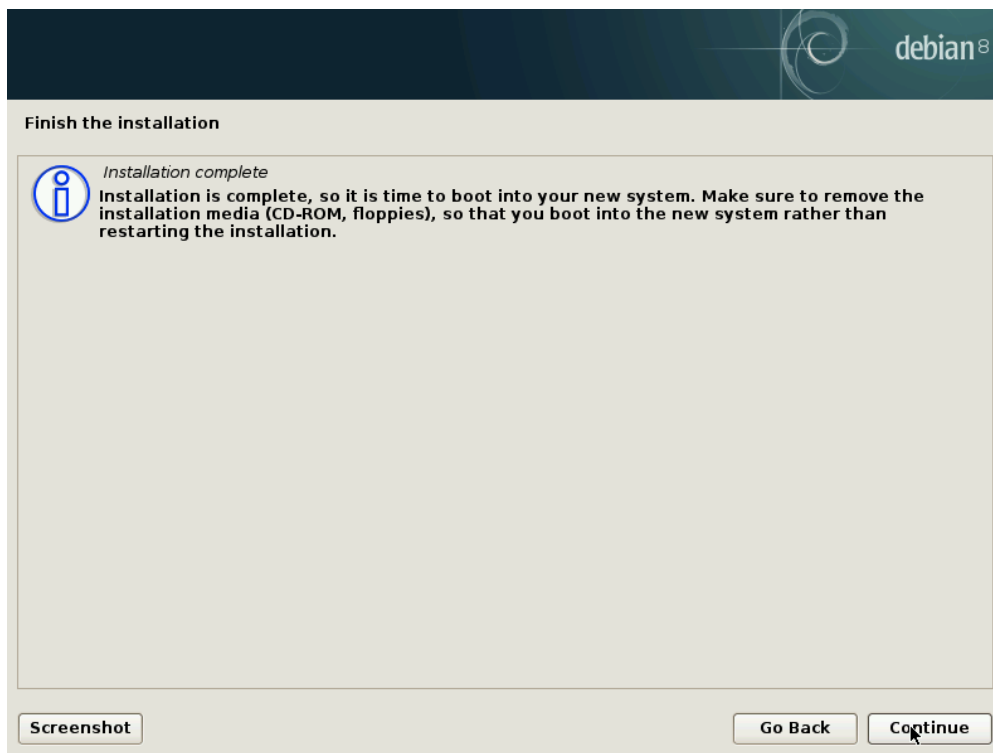 debian 8
Finish the installation
Installation complete
Installation is complete, so it is time to boot into your new system. Make sure to remove the
installation media (CD-ROM, floppies), so that you boot into the new system rather than
restarting the installation.
Screenshot
Go Back
Continue